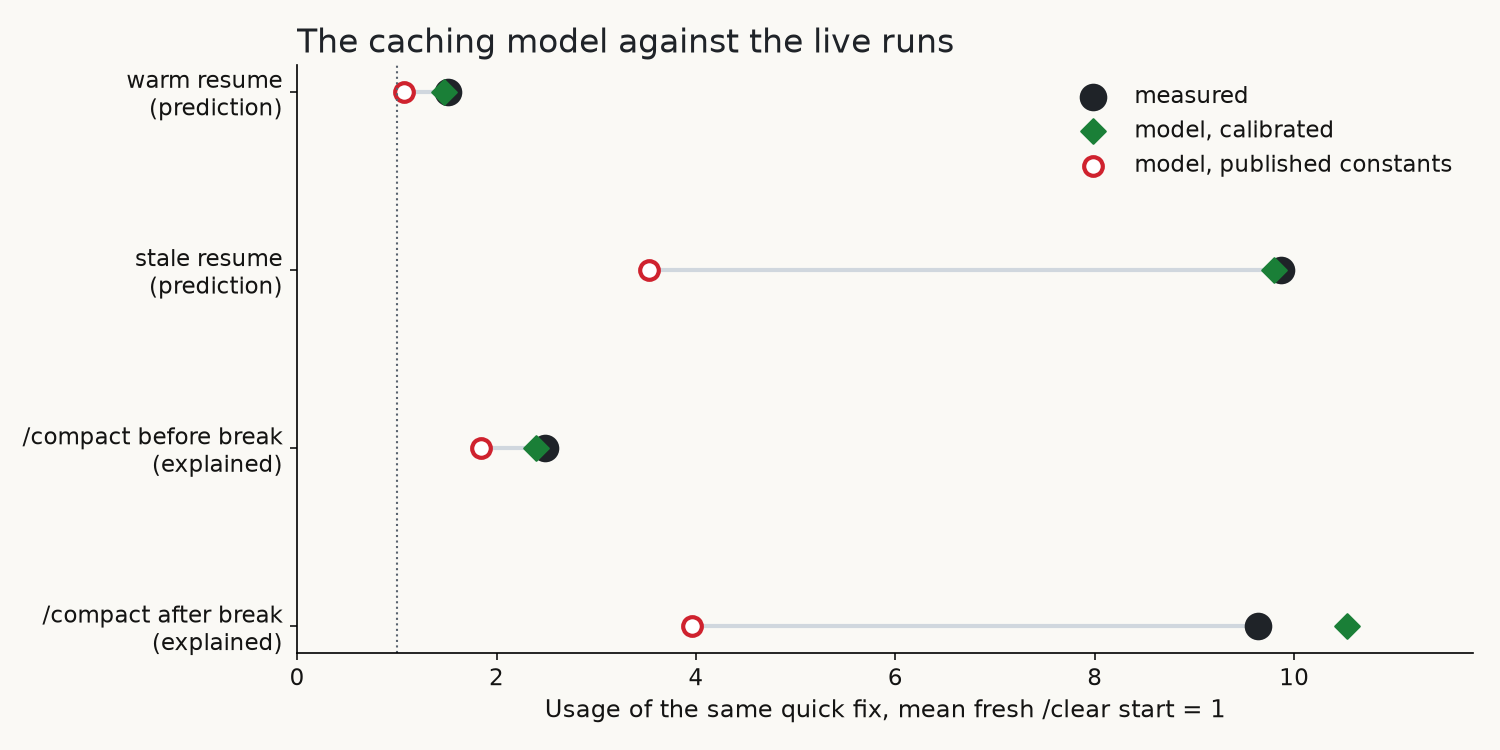 The caching model against the live runs
warm resume
(prediction)
stale resume
(prediction)
/compact before break
(explained)
/compact after break
(explained)
measured
model, calibrated
model, published constants
0 2 4 6 8 10
Usage of the same quick fix, mean fresh /clear start = 1